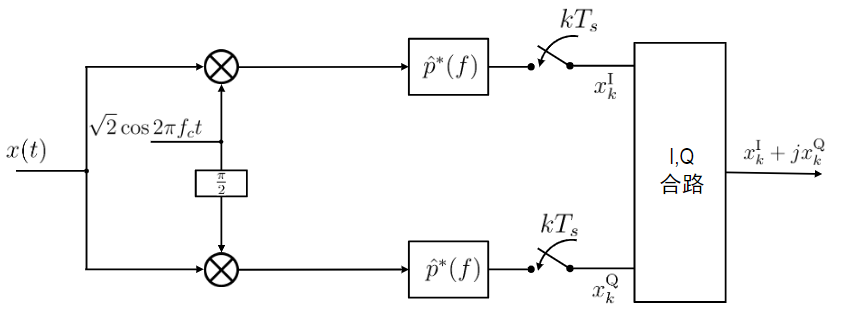 x(t)
√2 cos 2πf_c t
π/2
p̂*(f)
kT_s
x_k^I
p̂*(f)
kT_s
x_k^Q
I,Q
合路
x_k^I + jx_k^Q